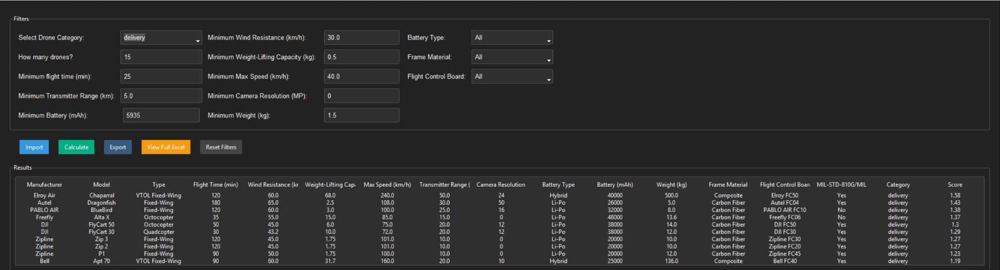 Filters
Select Drone Category: delivery Minimum Wind Resistance (km/h): 30.0 Battery Type: All
How many drones? 15 Minimum Weight-Lifting Capacity (kg): 0.5 Frame Material: All
Minimum flight time (min): 25 Minimum Max Speed (km/h): 40.0 Flight Control Board: All
Minimum Transmitter Range (km): 5.0 Minimum Camera Resolution (MP): 0
Minimum Battery (mAh): 5935 Minimum Weight (kg): 1.5
Import Calculate Export View Full Excel Reset Filters
Results
Manufacturer Model Type Flight Time (min) Wind Resistance (kr Weight-Lifting Cap. Max Speed (km/h) Transmitter Range ( Camera Resolution Battery Type Battery (mAh) Weight (kg) Frame Material Flight Control Boar MIL-STD-810G/MIL Category Score
Elroy Air Chaparral VTOL Fixed-Wing 120 60.0 68.0 240.0 50.0 24 Hybrid 40000 500.0 Composite Elroy FC50 Yes delivery 1.58
Autel Dragonfish Fixed-Wing 180 65.0 2.5 108.0 30.0 50 Li-Po 26000 5.0 Carbon Fiber Autel FC04 Yes delivery 1.43
PABLO AIR BlueBird Fixed-Wing 120 60.0 3.0 100.0 25.0 16 Li-Po 32000 8.0 Carbon Fiber PABLO AIR FC10 No delivery 1.38
Freefly Alta X Octocopter 35 55.0 15.0 85.0 15.0 0 Li-Po 48000 13.6 Carbon Fiber Freefly FC06 No delivery 1.37
DJI FlyCart 50 Octocopter 50 45.0 6.0 75.0 20.0 12 Li-Po 38000 14.0 Carbon Fiber DJI FC50 Yes delivery 1.3
DJI FlyCart 30 Quadcopter 30 43.2 10.0 72.0 20.0 12 Li-Po 38000 12.0 Carbon Fiber DJI FC30 Yes delivery 1.29
Zipline Zip 3 Fixed-Wing 120 45.0 1.75 101.0 10.0 0 Li-Po 20000 10.0 Carbon Fiber Zipline FC30 Yes delivery 1.27
Zipline Zip 2 Fixed-Wing 120 45.0 1.75 101.0 10.0 0 Li-Po 20000 10.0 Carbon Fiber Zipline FC20 Yes delivery 1.27
Zipline P1 Fixed-Wing 90 50.0 1.75 100.0 10.0 0 Li-Po 20000 12.0 Carbon Fiber Zipline FC45 Yes delivery 1.23
Bell Apt 70 VTOL Fixed-Wing 90 60.0 31.7 160.0 20.0 10 Hybrid 25000 136.0 Composite Bell FC40 Yes delivery 1.19